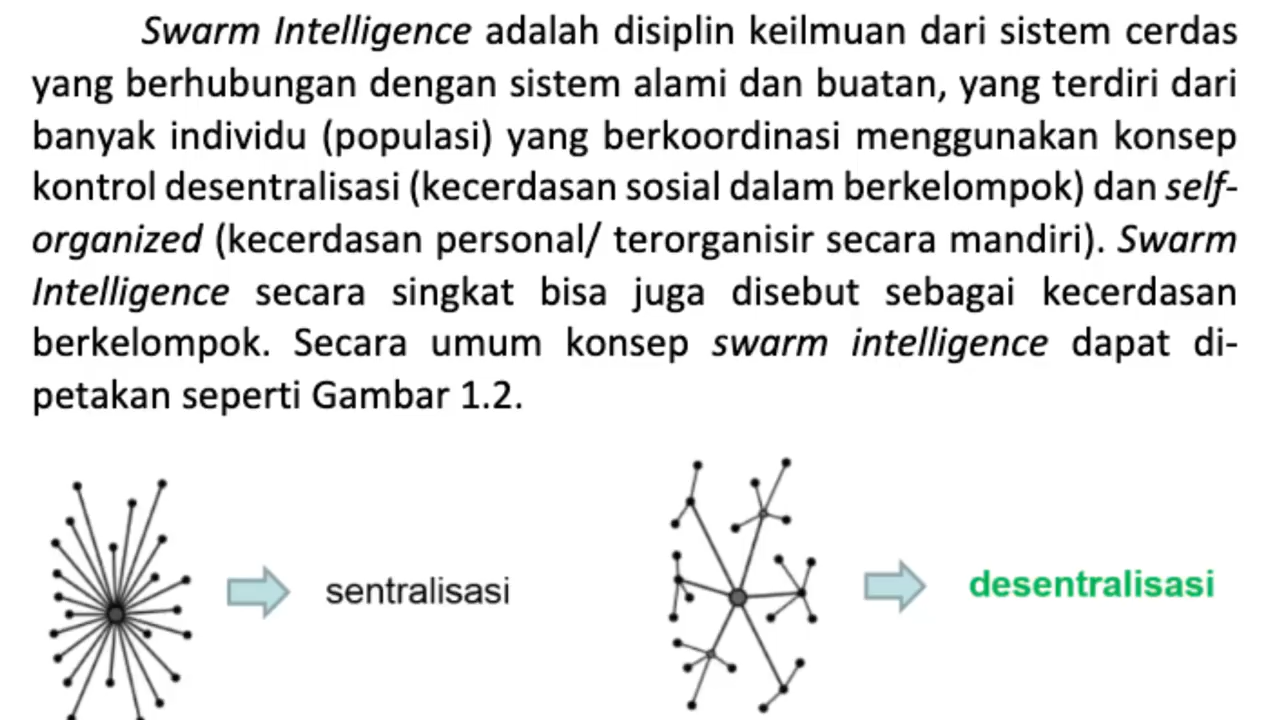 Swarm Intelligence adalah disiplin keilmuan dari sistem cerdas
yang berhubungan dengan sistem alami dan buatan, yang terdiri dari
banyak individu (populasi) yang berkoordinasi menggunakan konsep
kontrol desentralisasi (kecerdasan sosial dalam berkelompok) dan self-
organized (kecerdasan personal/ terorganisir secara mandiri). Swarm
Intelligence secara singkat bisa juga disebut sebagai kecerdasan
berkelompok. Secara umum konsep swarm intelligence dapat di-
petakan seperti Gambar 1.2.
sentralisasi
desentralisasi